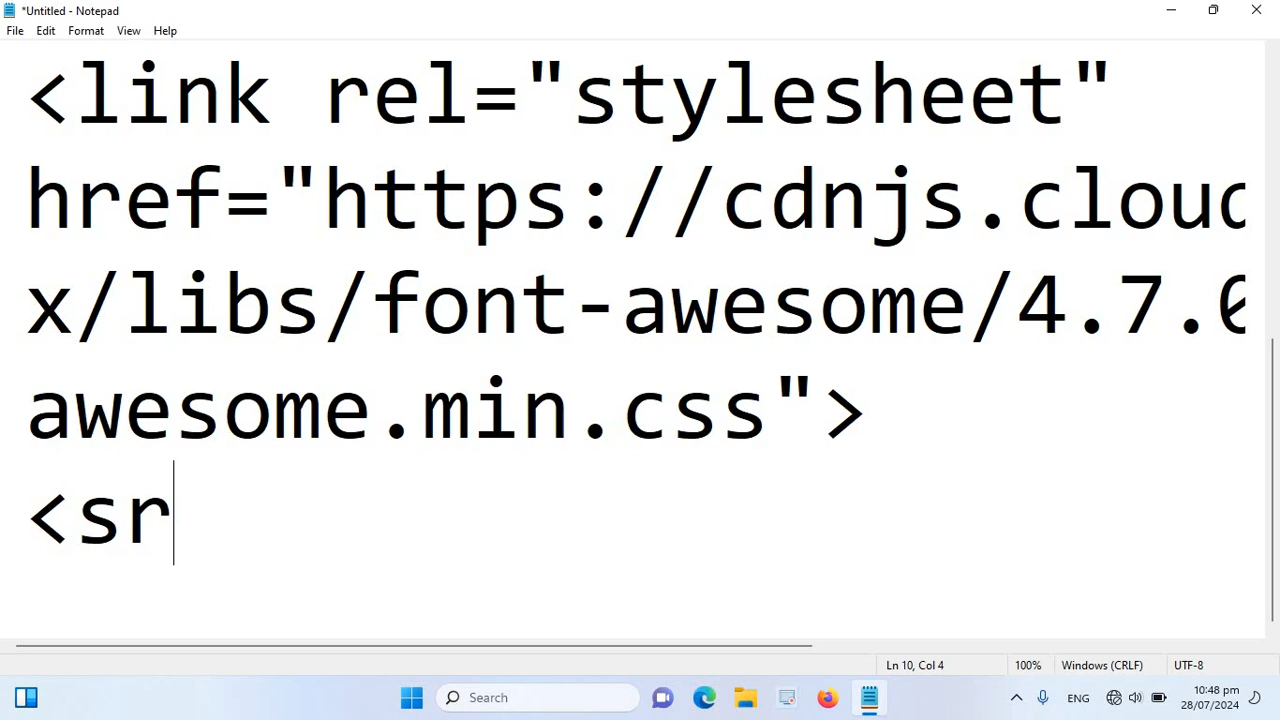 *Untitled - Notepad
File Edit Format View Help
<link rel="stylesheet"
href="https://cdnjs.cloud
x/libs/font-awesome/4.7.0
awesome.min.css">
<sr
Ln 10, Col 4 100% Windows (CRLF) UTF-8
Search ENG 10:48 pm
28/07/2024